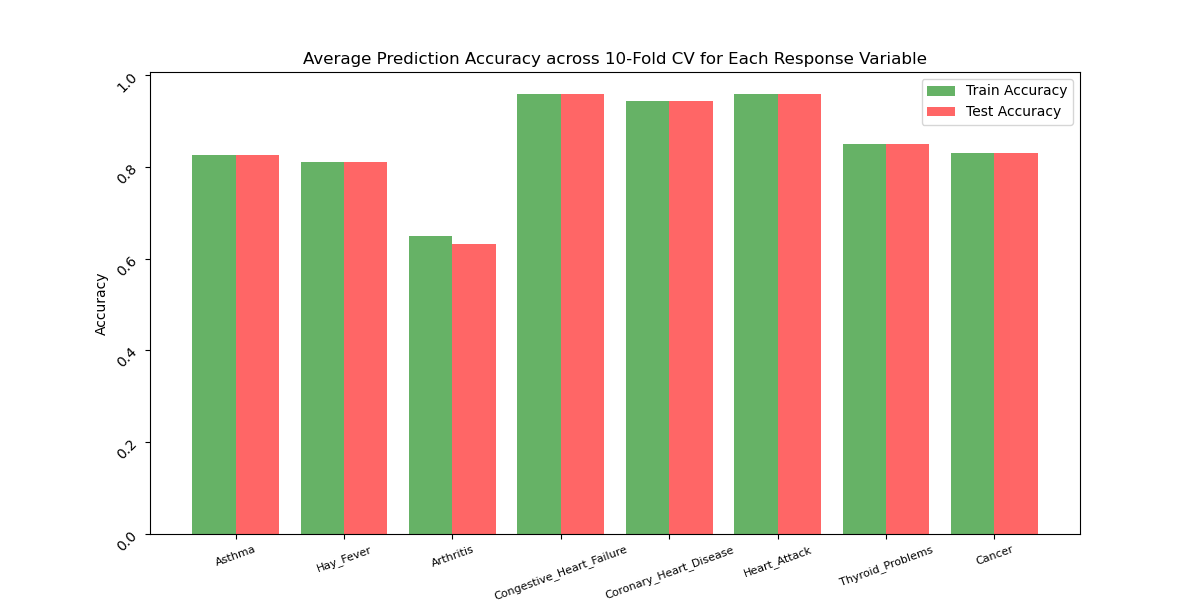 Average Prediction Accuracy across 10-Fold CV for Each Response Variable
Train Accuracy
Test Accuracy
Accuracy
1.0
0.8
0.6
0.4
0.2
0.0
Asthma
Hay_Fever
Arthritis
Congestive_Heart_Failure
Coronary_Heart_Disease
Heart_Attack
Thyroid_Problems
Cancer